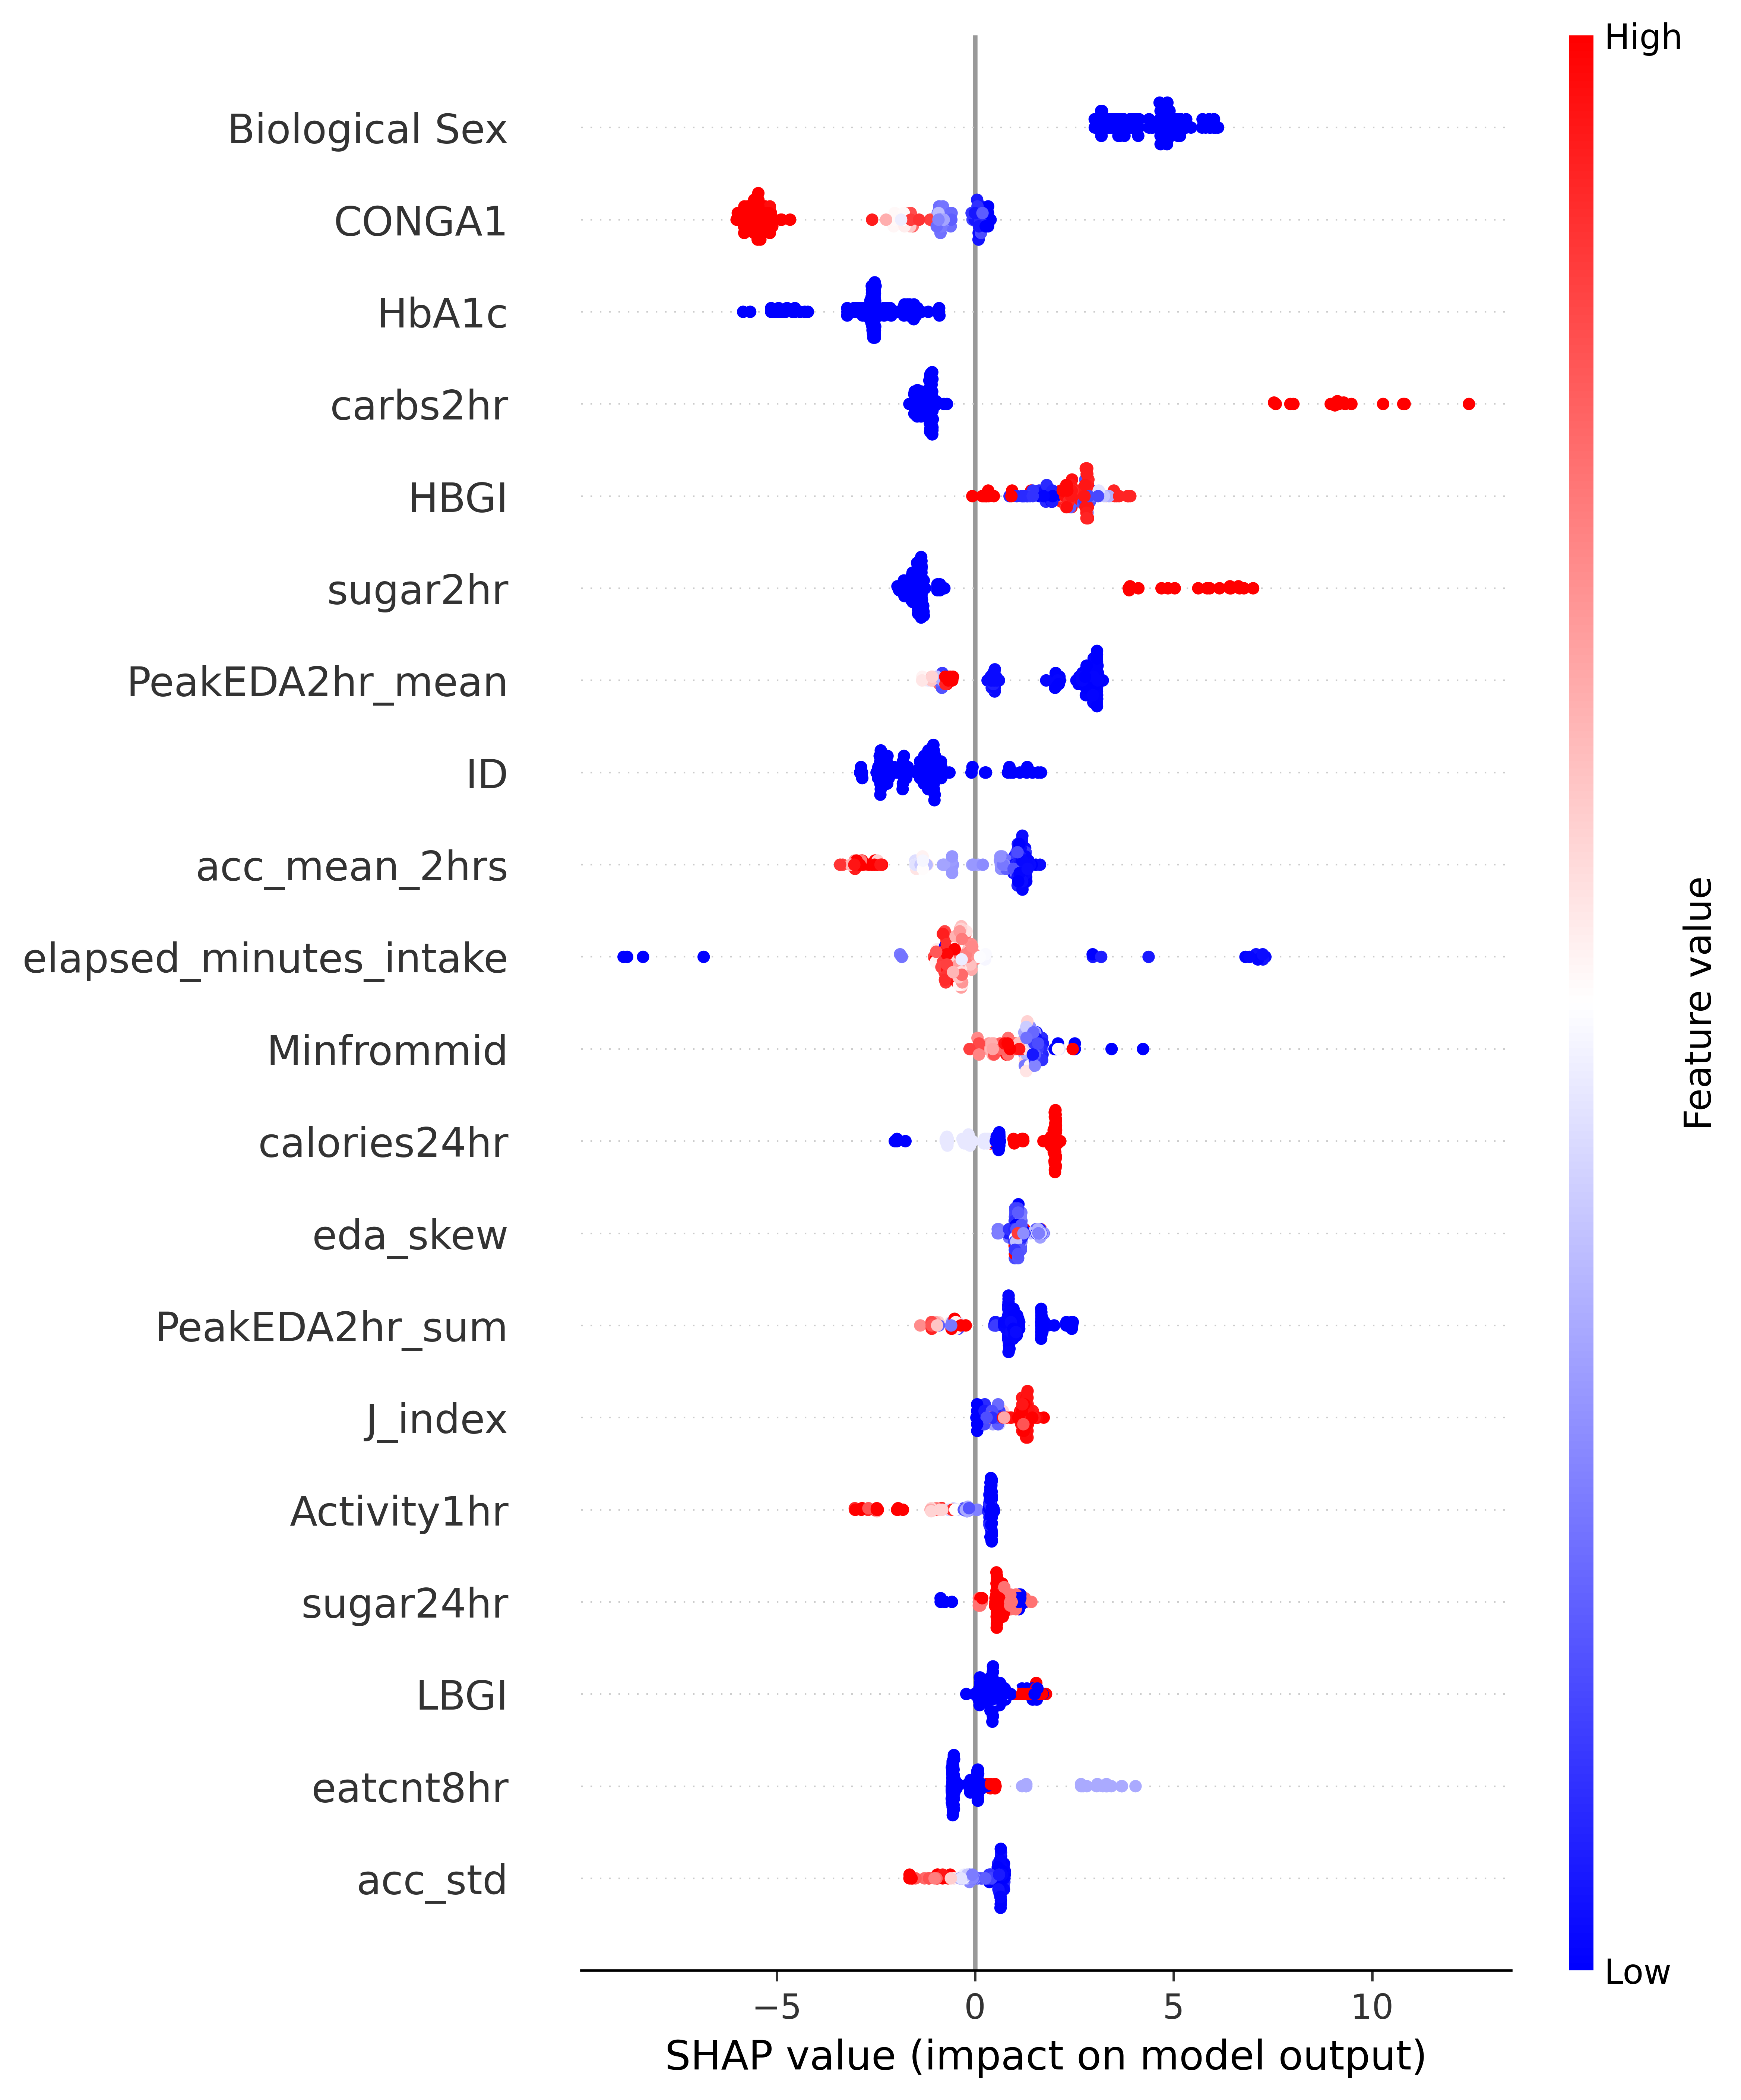 High
Biological Sex
CONGA1
HbA1c
carbs2hr
HBGI
sugar2hr
PeakEDA2hr_mean
ID
acc_mean_2hrs
elapsed_minutes_intake
Minfrommid
calories24hr
eda_skew
PeakEDA2hr_sum
J_index
Activity1hr
sugar24hr
LBGI
eatcnt8hr
acc_std
Feature value
Low
−5 0 5 10
SHAP value (impact on model output)